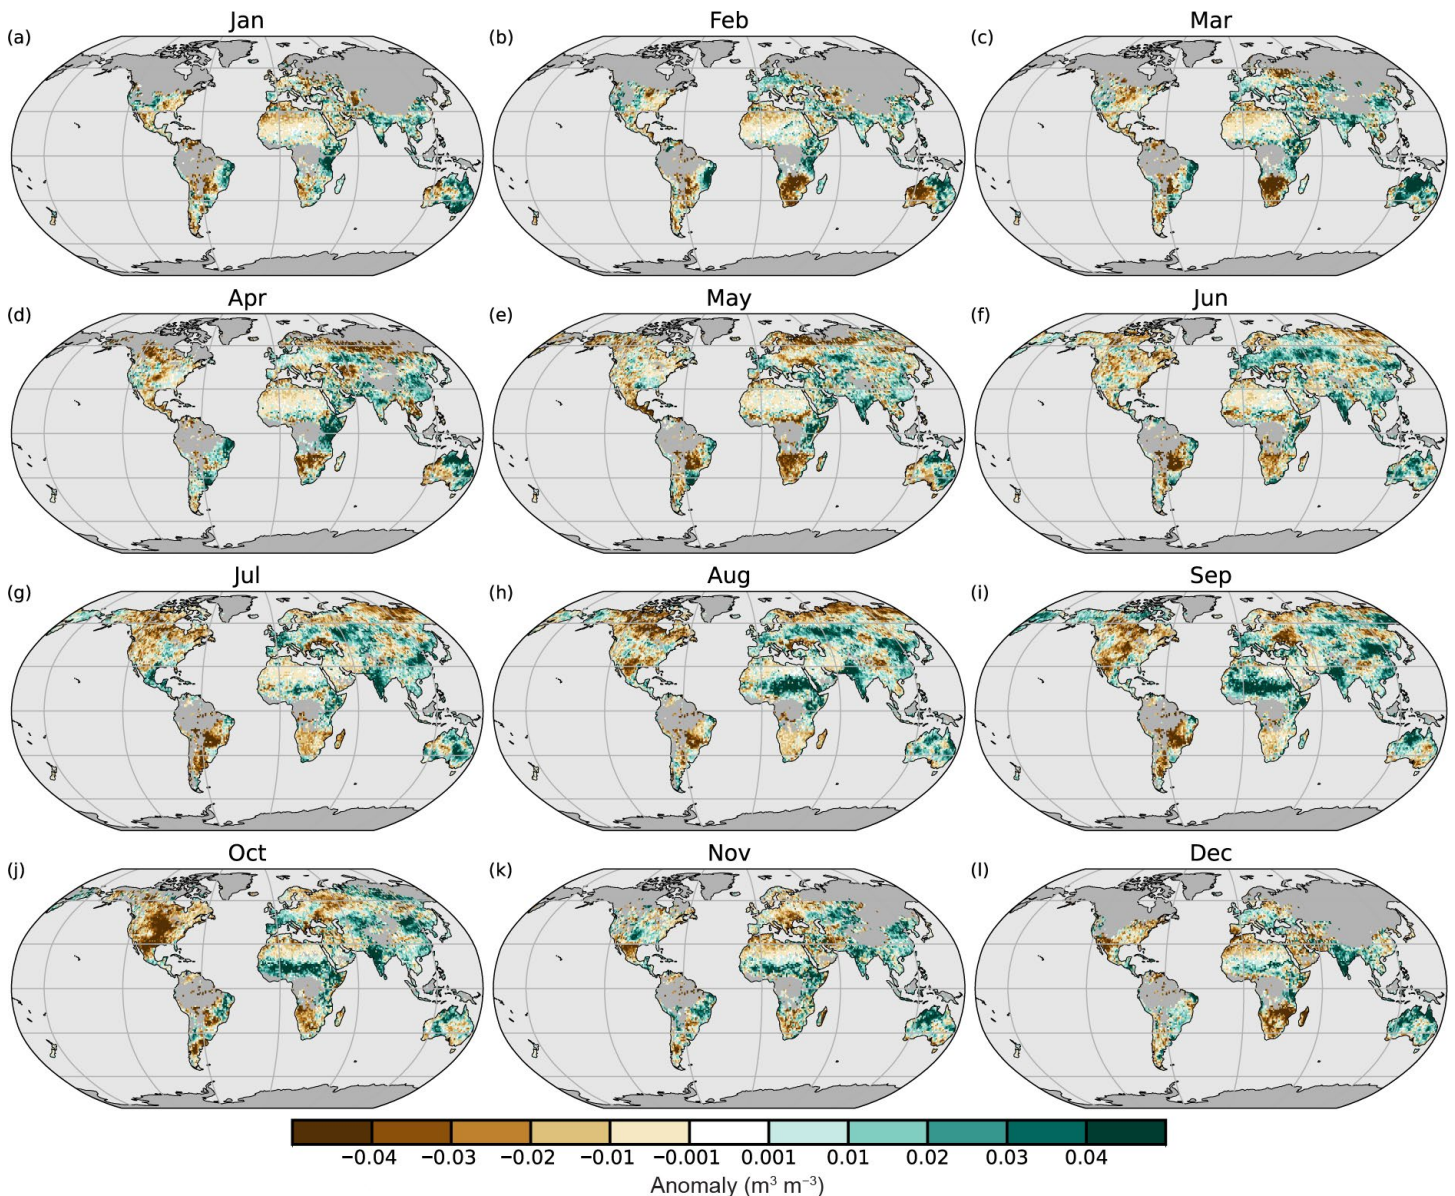 Jan Feb Mar
(a) (b) (c)
Apr May Jun
(d) (e) (f)
Jul Aug Sep
(g) (h) (i)
Oct Nov Dec
(j) (k) (l)
−0.04 −0.03 −0.02 −0.01 −0.001 0.001 0.01 0.02 0.03 0.04
Anomaly (m³ m⁻³)